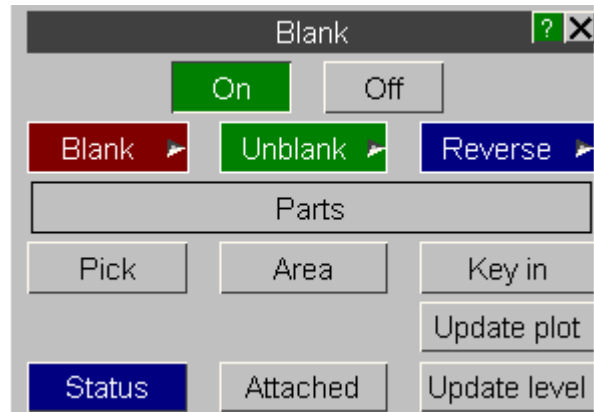 Blank ?
On Off
Blank Unblank Reverse
Parts
Pick Area Key in
Update plot
Status Attached Update level